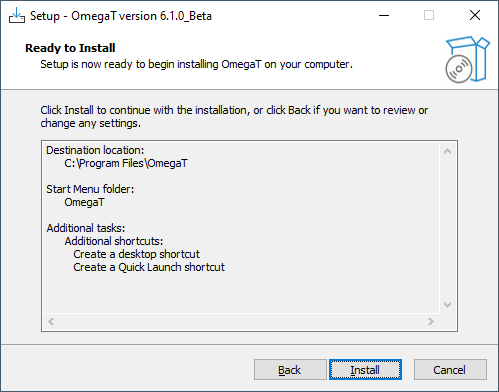 Setup - OmegaT version 6.1.0_Beta
Ready to Install
Setup is now ready to begin installing OmegaT on your computer.
Click Install to continue with the installation, or click Back if you want to review or
change any settings.
Destination location:
C:\Program Files\OmegaT
Start Menu folder:
OmegaT
Additional tasks:
Additional shortcuts:
Create a desktop shortcut
Create a Quick Launch shortcut
Back
Install
Cancel